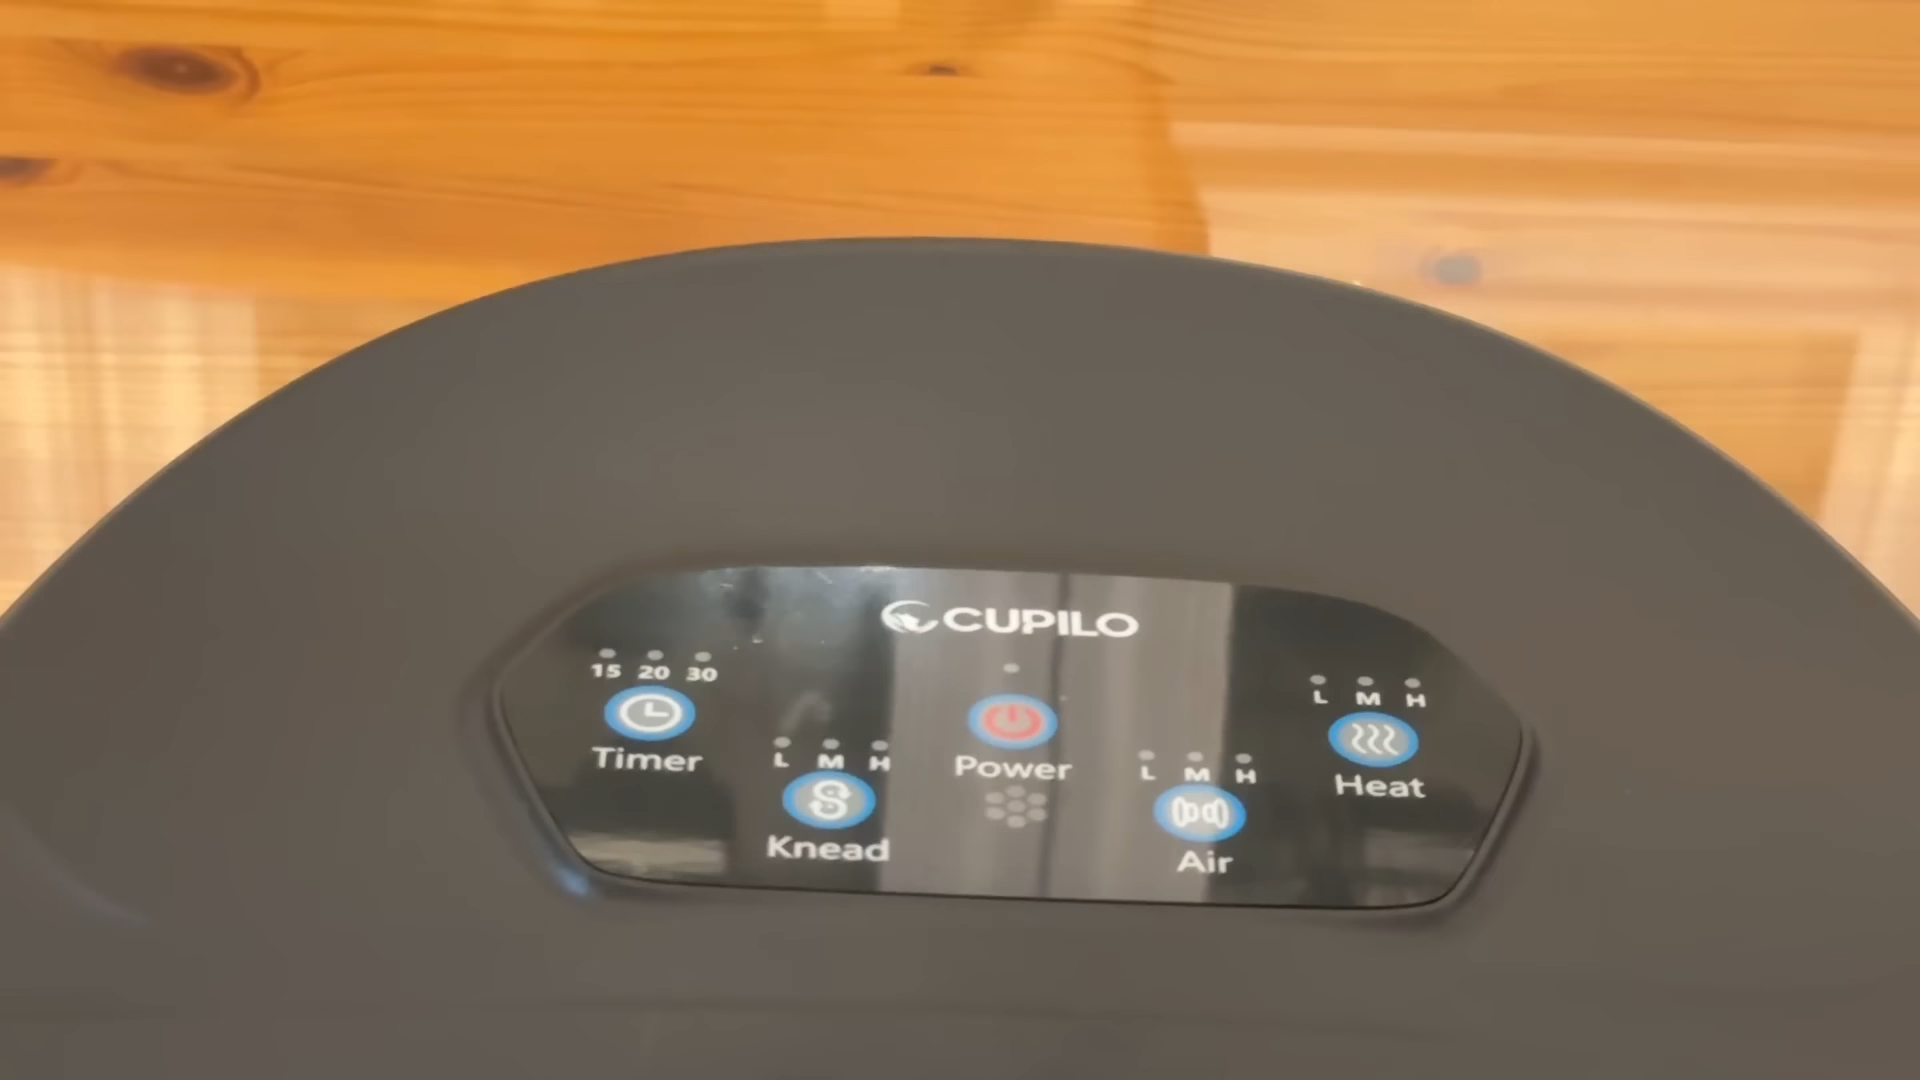 CUPILO
15 20 30
Timer
L M H
Knead
Power
L M H
Air
L M H
Heat